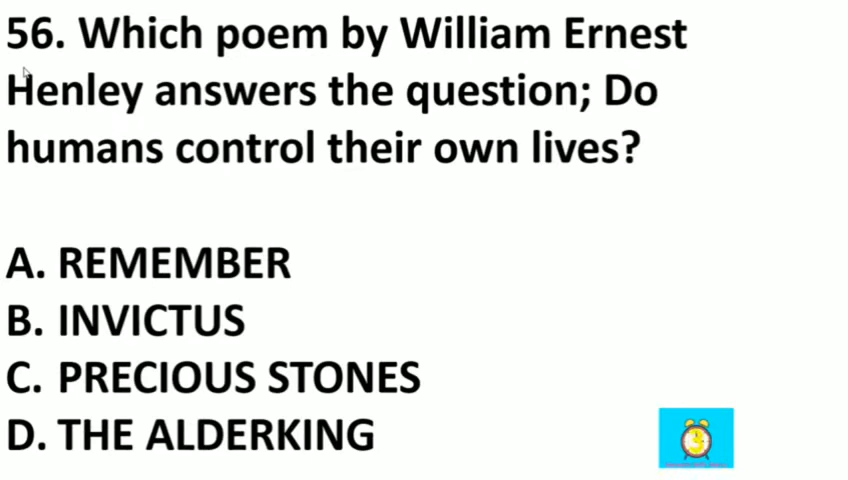 56. Which poem by William Ernest
Henley answers the question; Do
humans control their own lives?
A. REMEMBER
B. INVICTUS
C. PRECIOUS STONES
D. THE ALDERKING